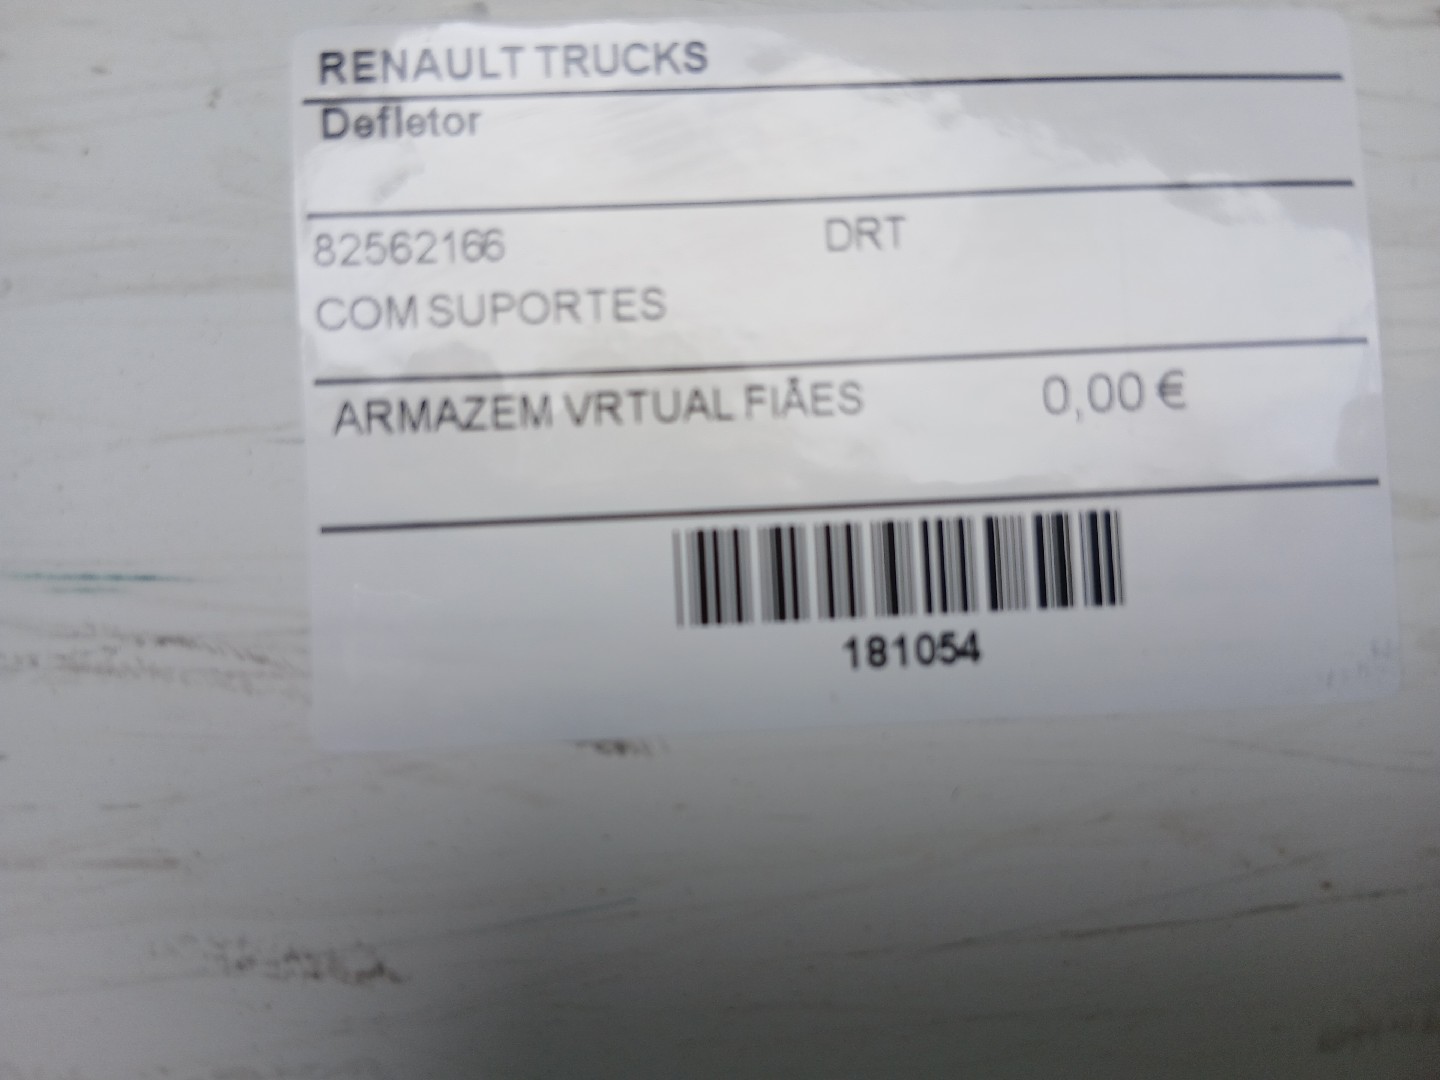 RENAULT TRUCKS
Defletor
82562166 DRT
COM SUPORTES
ARMAZEM VRTUAL FIÃES 0,00 €
181054